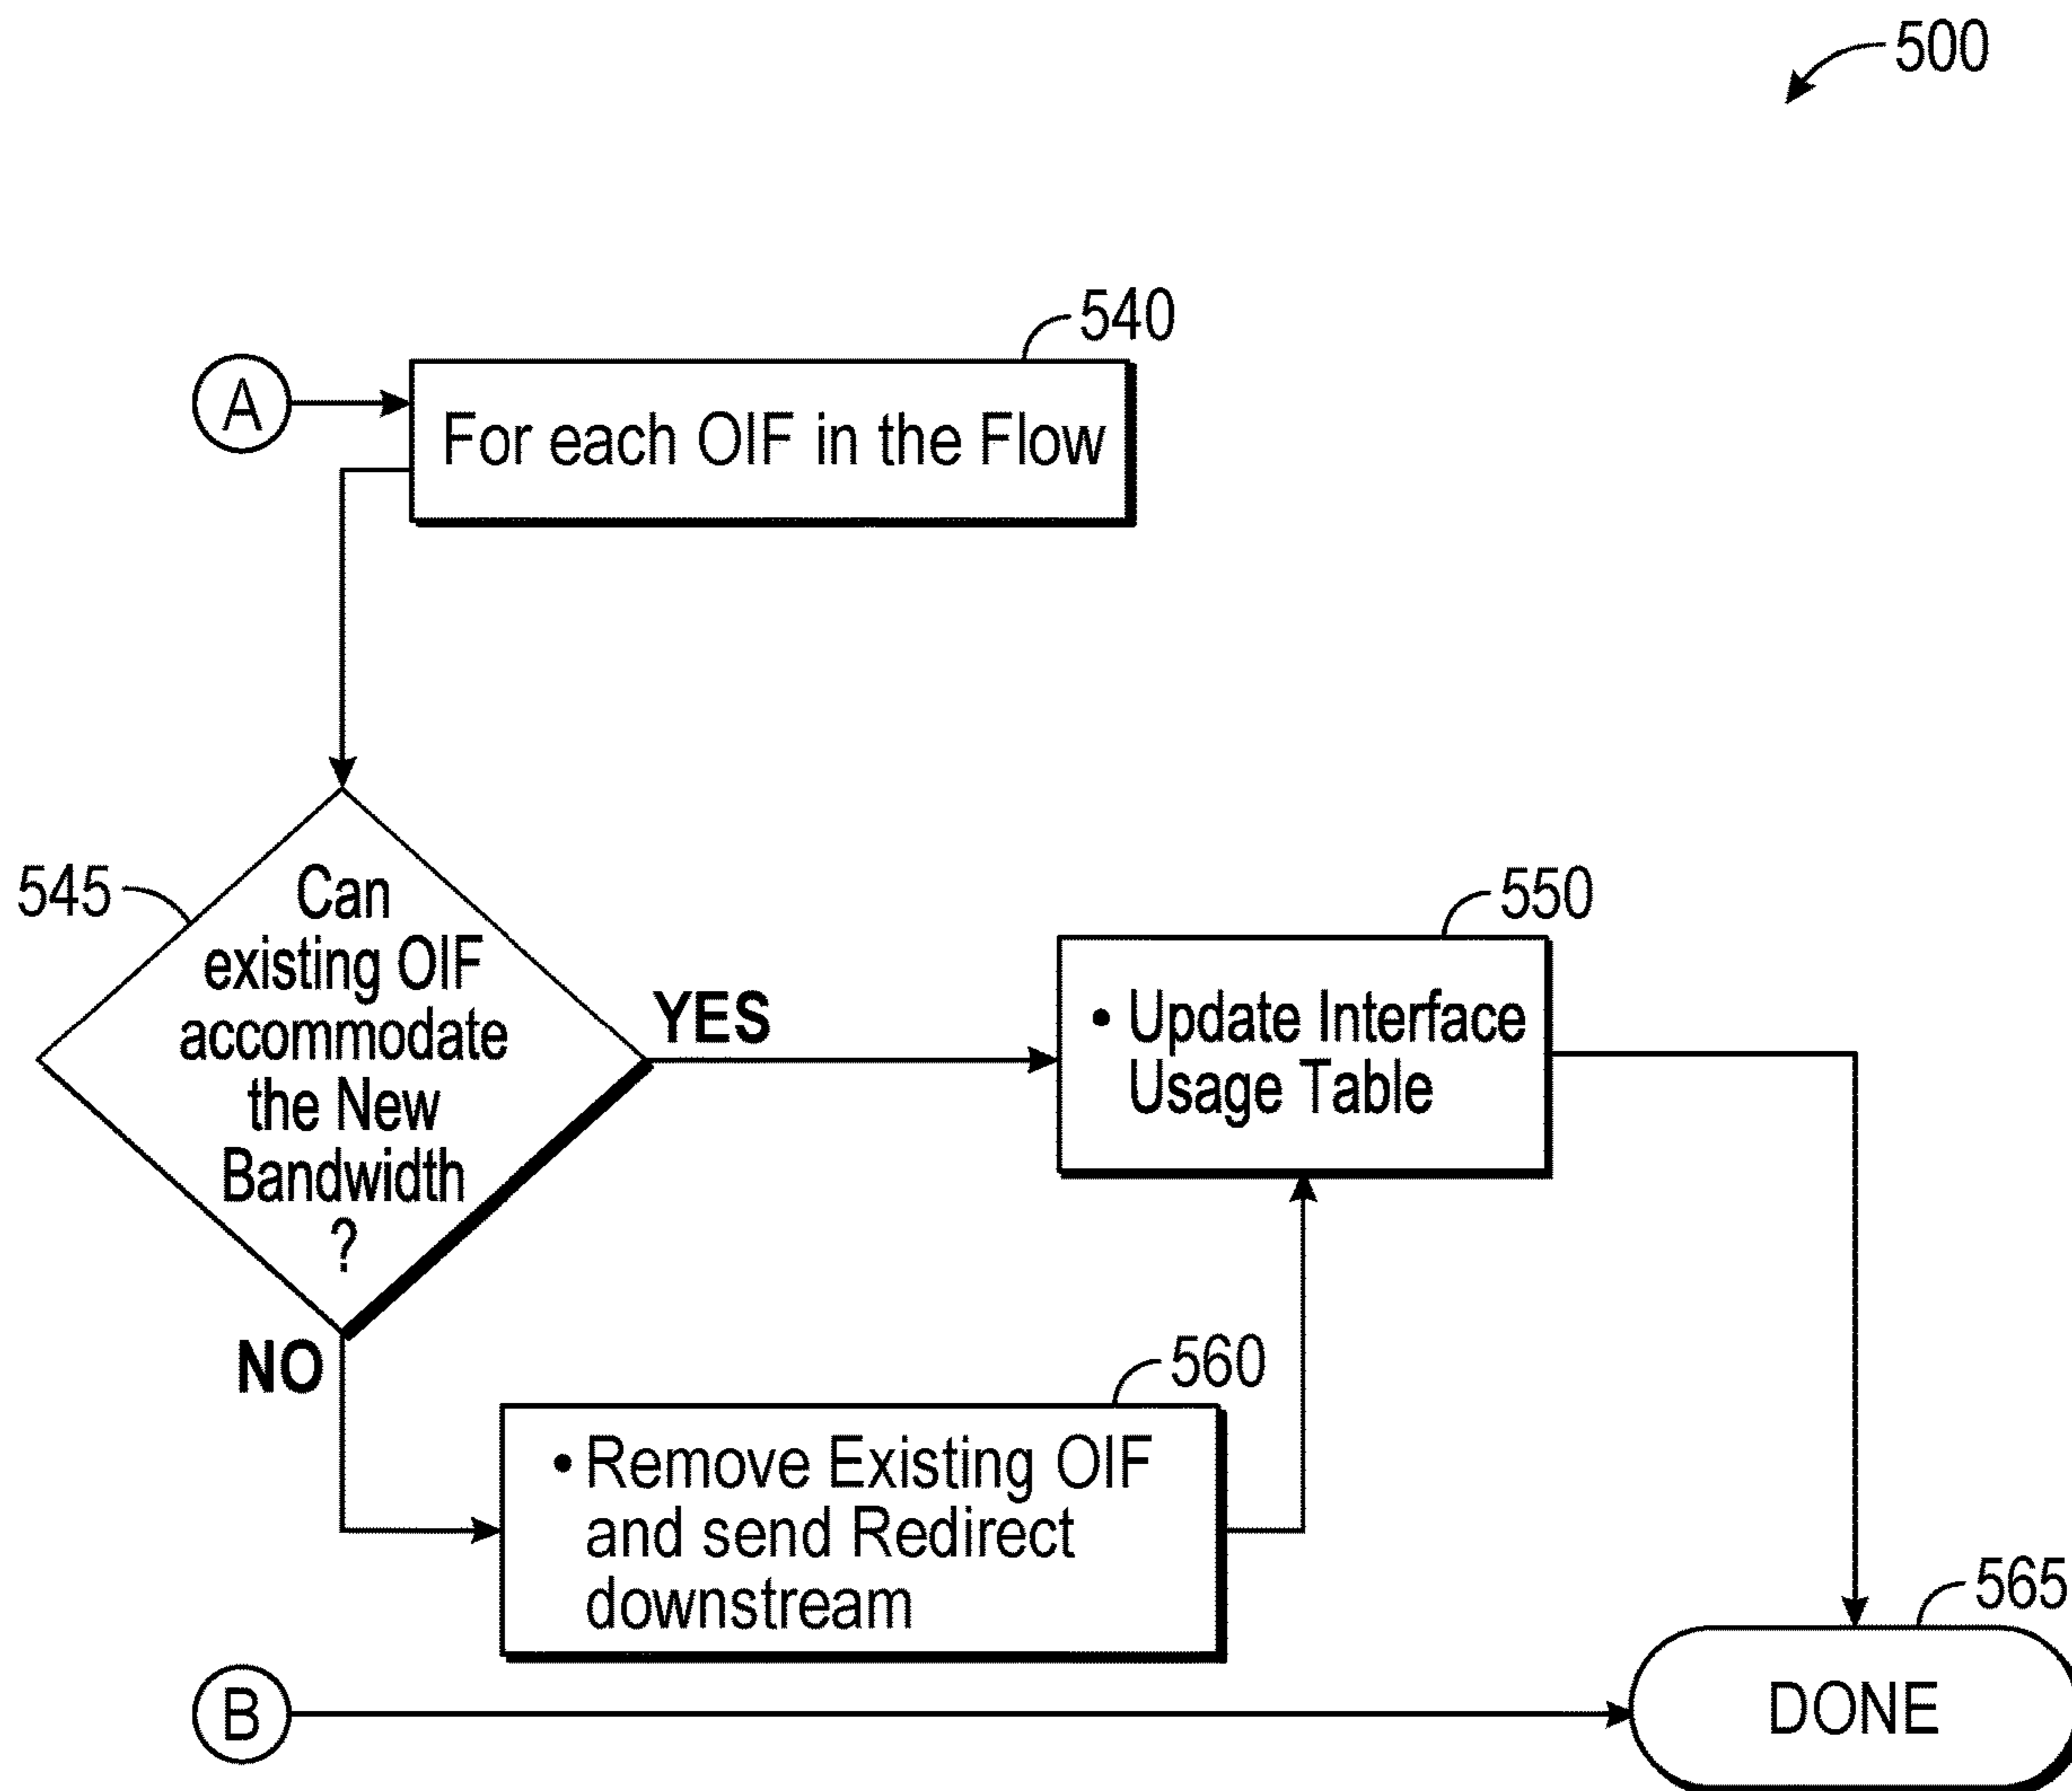 500
540
A
For each OIF in the Flow
545
Can
existing OIF
accommodate
the New
Bandwidth
?
YES
550
• Update Interface
Usage Table
NO
560
• Remove Existing OIF
and send Redirect
downstream
565
B
DONE